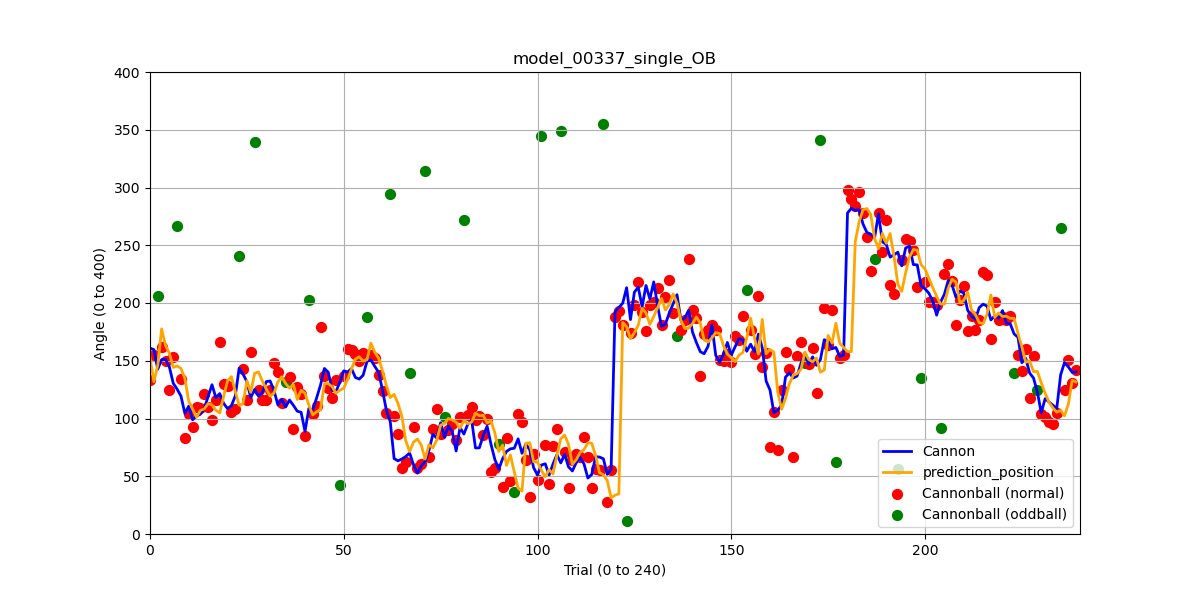 model_00337_single_OB
Angle (0 to 400)
400
350
300
250
200
150
100
50
0
0 50 100 150 200
Trial (0 to 240)
Cannon
prediction_position
Cannonball (normal)
Cannonball (oddball)